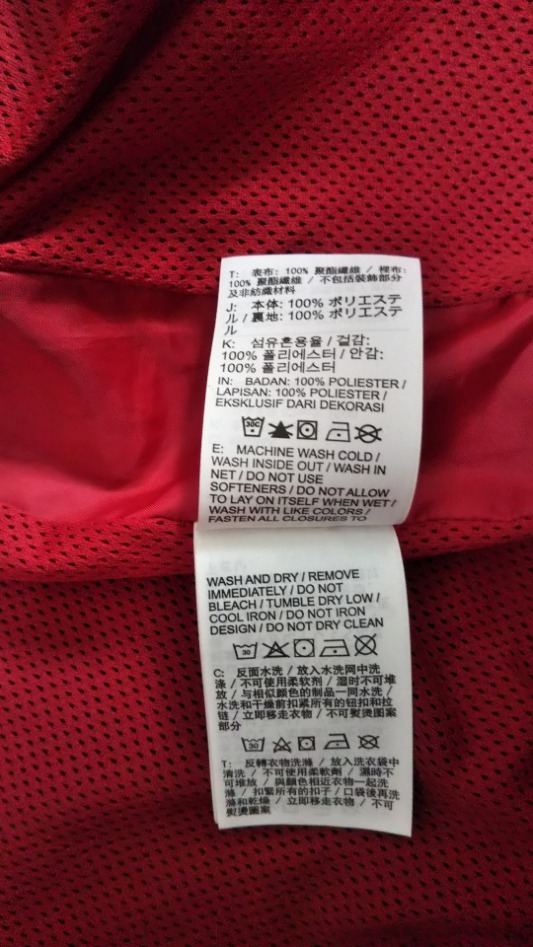 T: 表布: 100% 聚酯纖維 / 裡布:
100% 聚酯纖維 / 不包括裝飾部分
及非紡織材料
J: 本体: 100% ポリエステ
ル / 裏地: 100% ポリエステ
ル
K: 섬유혼용율 / 겉감:
100% 폴리에스터 / 안감:
100% 폴리에스터
IN: BADAN: 100% POLIESTER /
LAPISAN: 100% POLIESTER /
EKSKLUSIF DARI DEKORASI
30C
E: MACHINE WASH COLD /
WASH INSIDE OUT / WASH IN
NET / DO NOT USE
SOFTENERS / DO NOT ALLOW
TO LAY ON ITSELF WHEN WET /
WASH WITH LIKE COLORS /
FASTEN ALL CLOSURES TO
WASH AND DRY / REMOVE
IMMEDIATELY / DO NOT
BLEACH / TUMBLE DRY LOW /
COOL IRON / DO NOT IRON
DESIGN / DO NOT DRY CLEAN
30
C: 反面水洗 / 放入水洗网中洗
涤 / 不可使用柔软剂 / 湿时不可堆
放 / 与相似颜色的制品一同水洗 /
水洗和干燥前扣紧所有的钮扣和拉
链 / 立即移走衣物 / 不可熨烫图案
部分
30
T: 反轉衣物洗滌 / 放入洗衣袋中
清洗 / 不可使用柔軟劑 / 濕時不
可堆放 / 與顏色相近衣物一起洗
滌 / 扣緊所有的扣子 / 口袋後再洗
滌和乾燥 / 立即移走衣物 / 不可
熨燙圖案